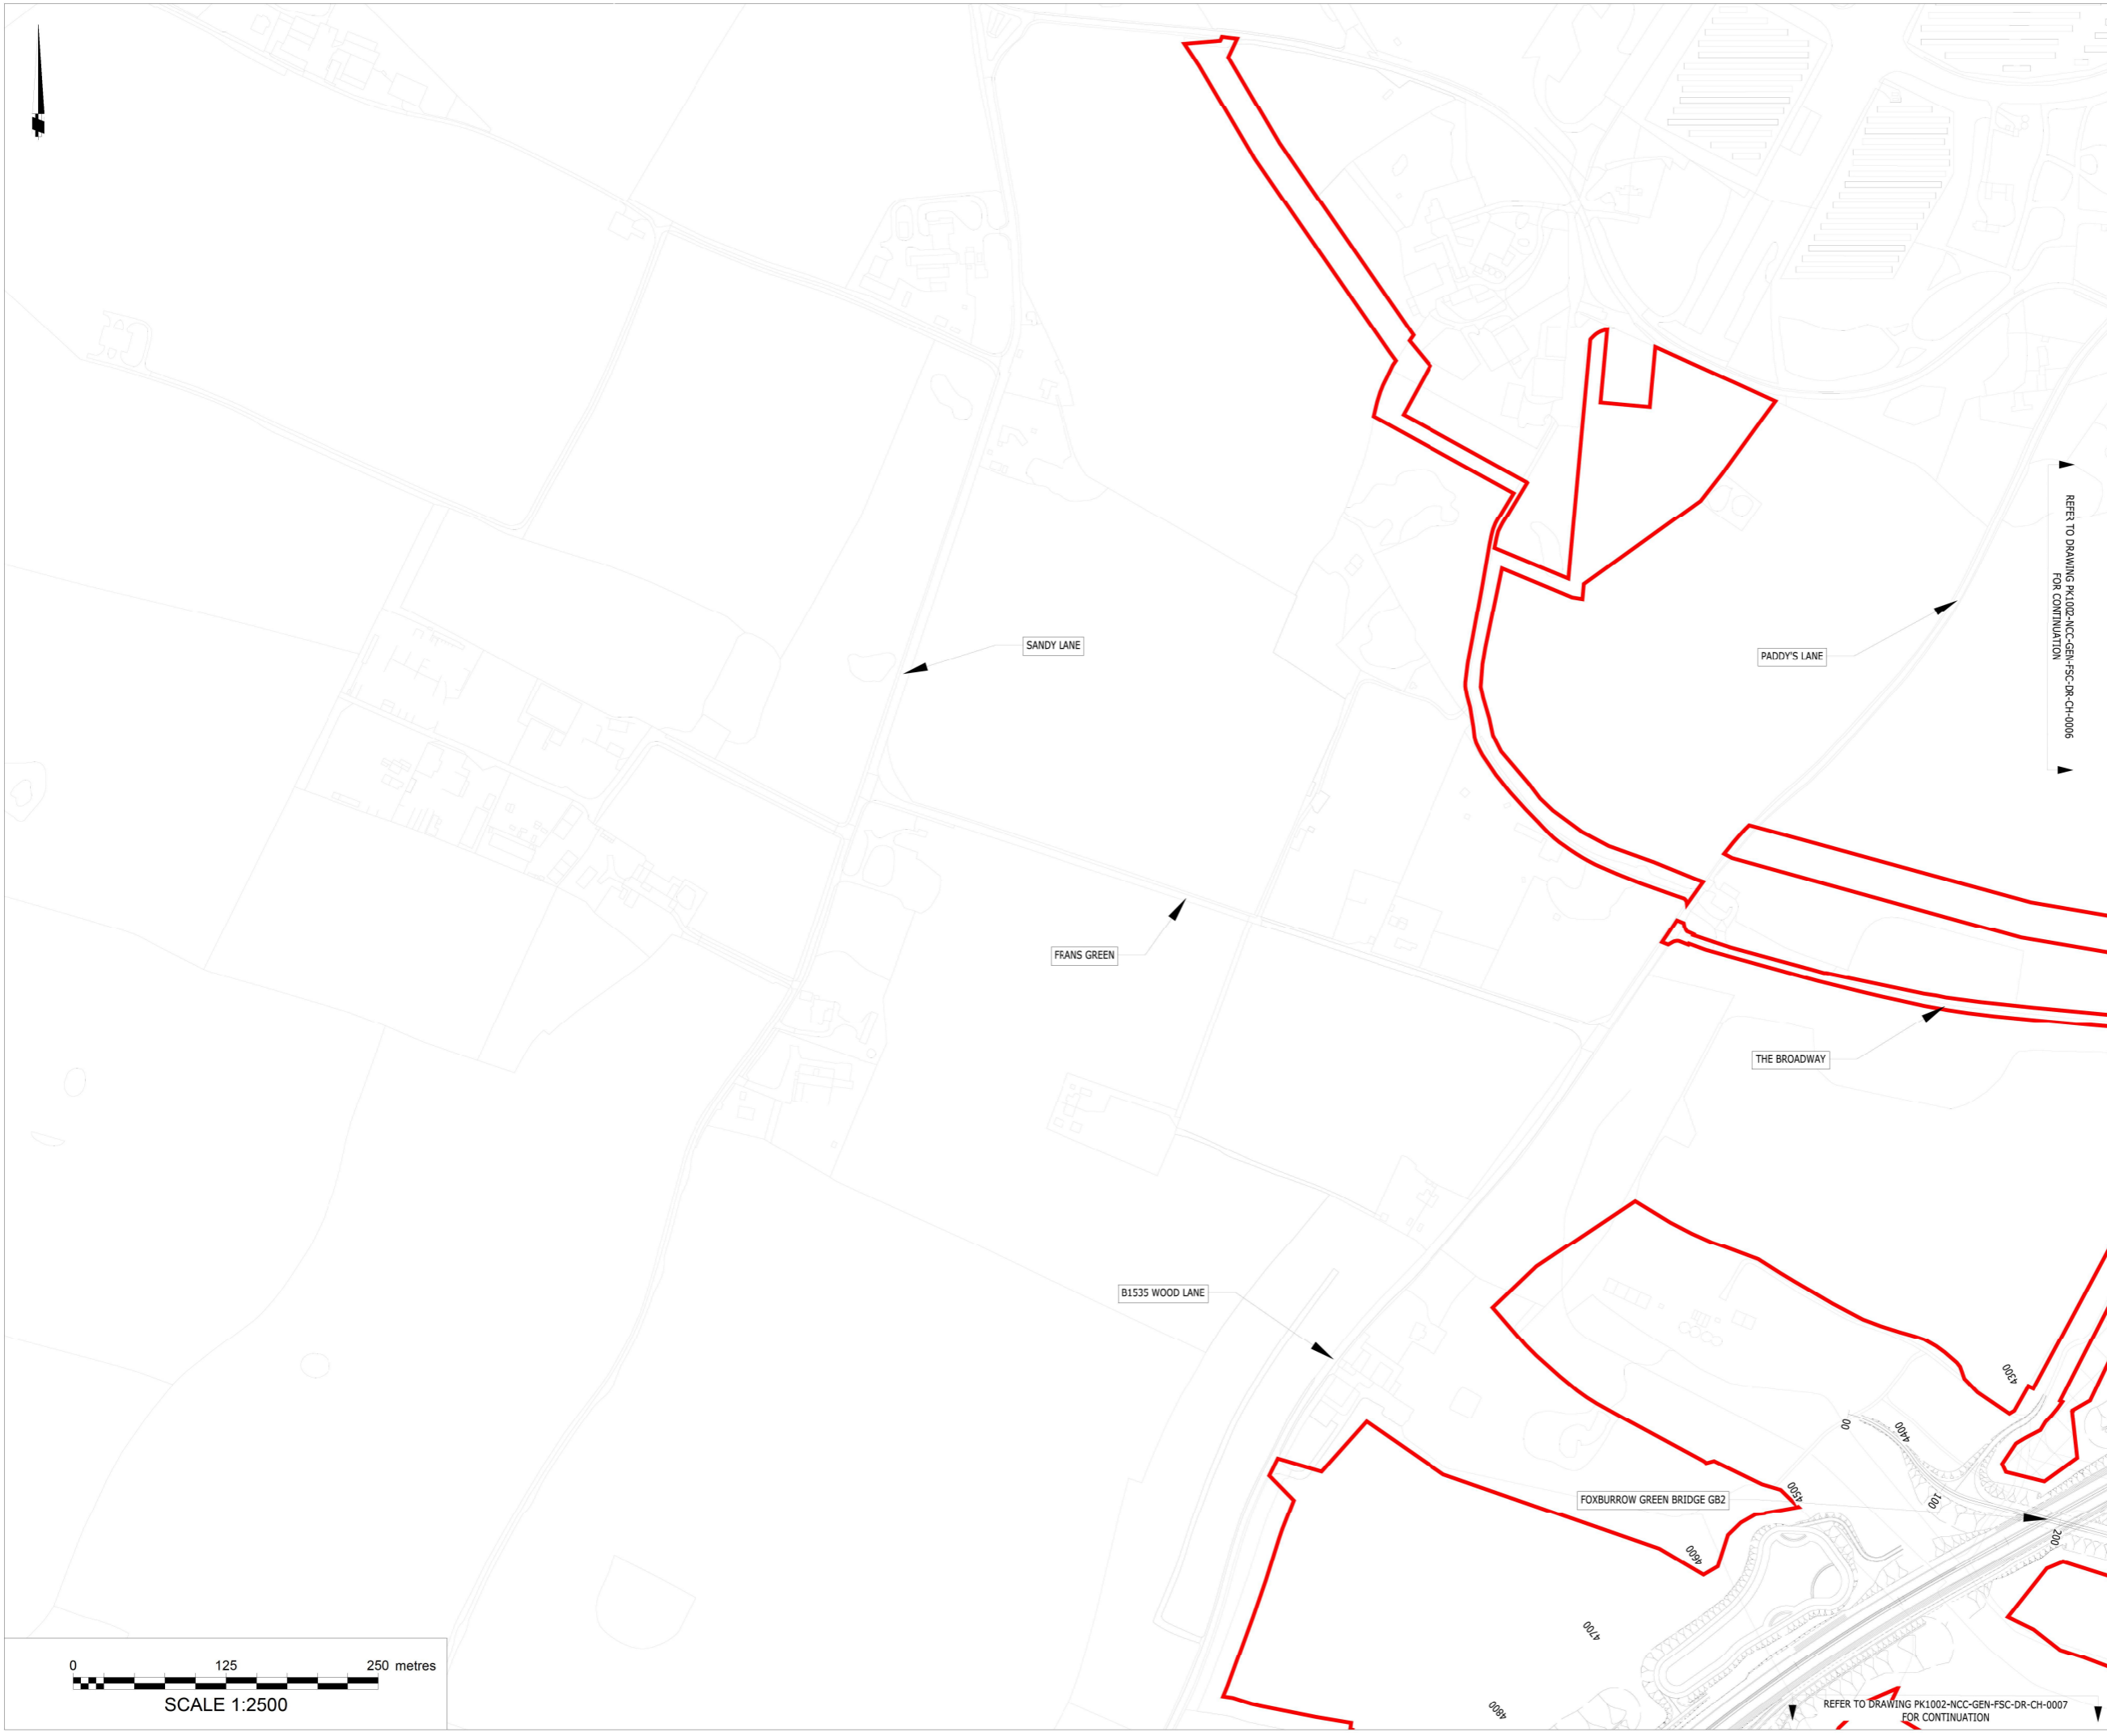 SANDY LANE
PADDY'S LANE
REFER TO DRAWING PK1002-NCC-GEN-FSC-DR-CH-0006
FOR CONTINUATION
FRANS GREEN
THE BROADWAY
B1535 WOOD LANE
4300
00
4400
FOXBURROW GREEN BRIDGE GB2
4500
100
200
4600
4700
4800
0 125 250 metres
SCALE 1:2500
REFER TO DRAWING PK1002-NCC-GEN-FSC-DR-CH-0007
FOR CONTINUATION